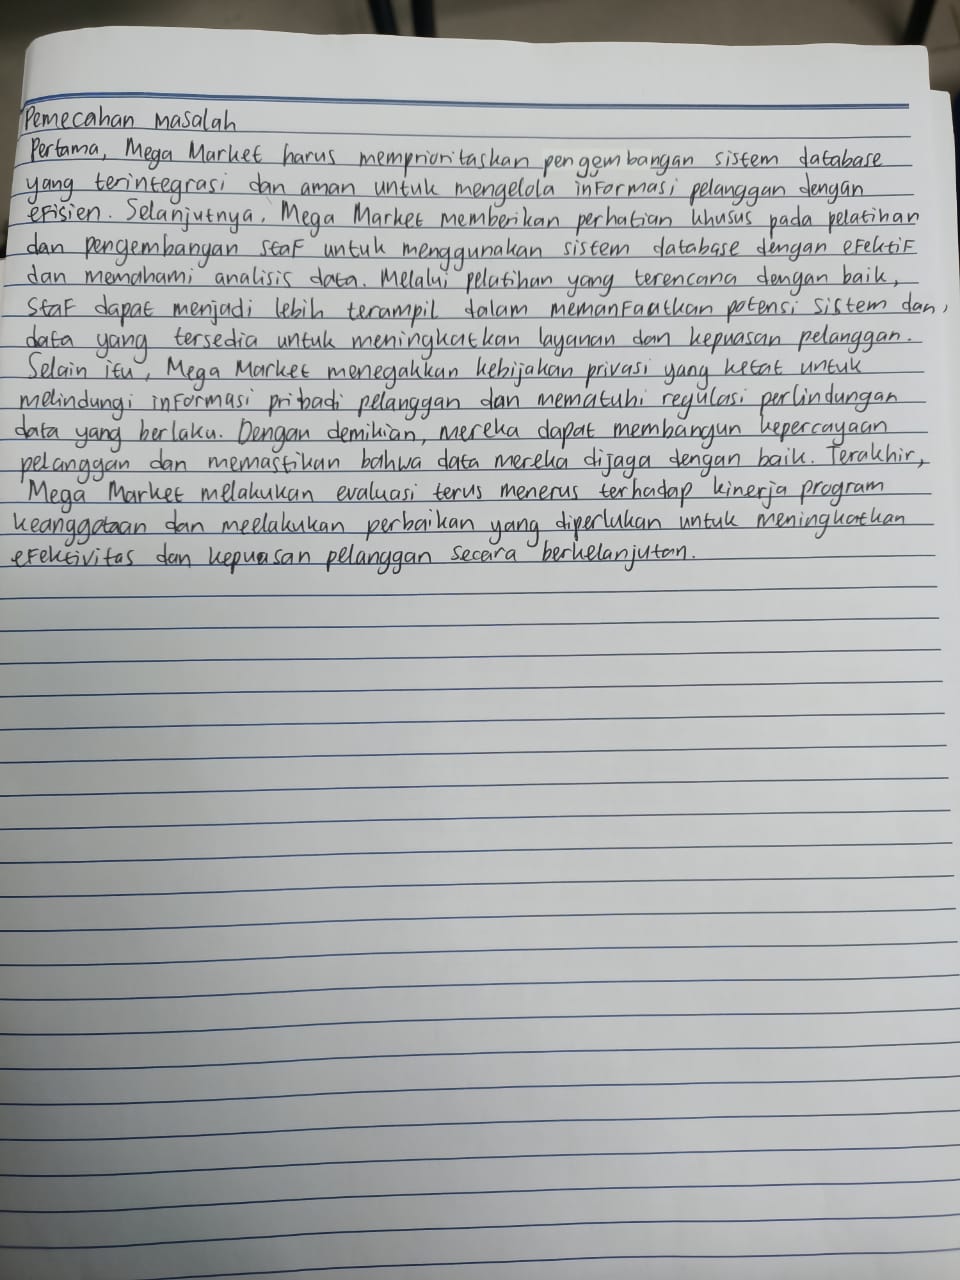 Pemecahan masalah
Pertama, Mega Market harus memprioritaskan pengembangan sistem database
yang terintegrasi dan aman untuk mengelola informasi pelanggan dengan
efisien. Selanjutnya, Mega Market memberikan perhatian khusus pada pelatihan
dan pengembangan staf untuk menggunakan sistem database dengan efektif
dan memahami analisis data. Melalui pelatihan yang terencana dengan baik,
staf dapat menjadi lebih terampil dalam memanfaatkan potensi sistem dan,
data yang tersedia untuk meningkatkan layanan dan kepuasan pelanggan.
Selain itu, Mega Market menegakkan kebijakan privasi yang ketat untuk
melindungi informasi pribadi pelanggan dan mematuhi regulasi perlindungan
data yang berlaku. Dengan demikian, mereka dapat membangun kepercayaan
pelanggan dan memastikan bahwa data mereka dijaga dengan baik. Terakhir,
Mega Market melakukan evaluasi terus menerus terhadap kinerja program
keanggotaan dan meelakukan perbaikan yang diperlukan untuk meningkatkan
efektivitas dan kepuasan pelanggan secara berkelanjutan.